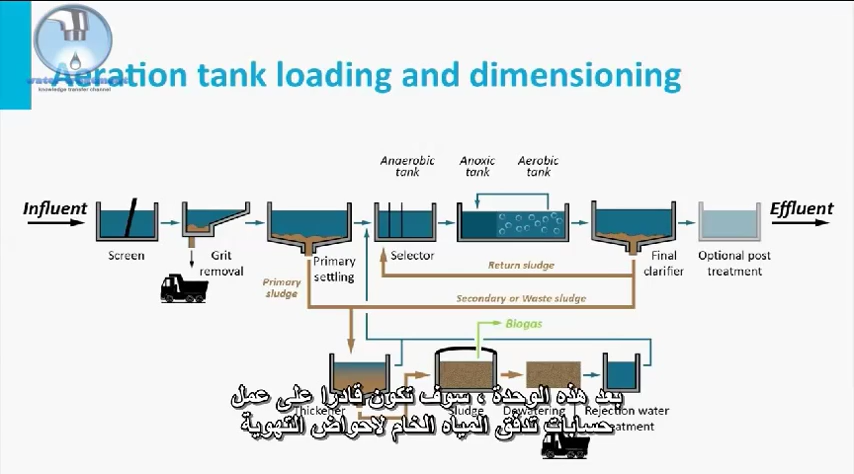 Aeration tank loading and dimensioning
knowledge transfer channel
Anaerobic tank
Anoxic tank
Aerobic tank
Influent
Effluent
Screen
Grit removal
Primary settling
Selector
Final clarifier
Optional post treatment
Return sludge
Primary sludge
Secondary or Waste sludge
Biogas
Thickener
Sludge
Dewatering
Rejection water
بعد هذه الوحدة ، سوف تكون قادرا على عمل
حسابات تدفق المياه الخام لاحواض التهوية